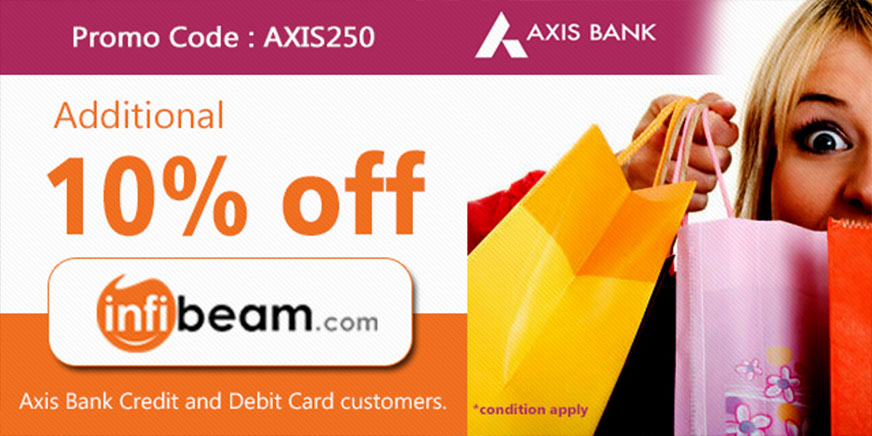 Promo Code : AXIS250
AXIS BANK
Additional
10% off
infibeam.com
Axis Bank Credit and Debit Card customers.
*condition apply